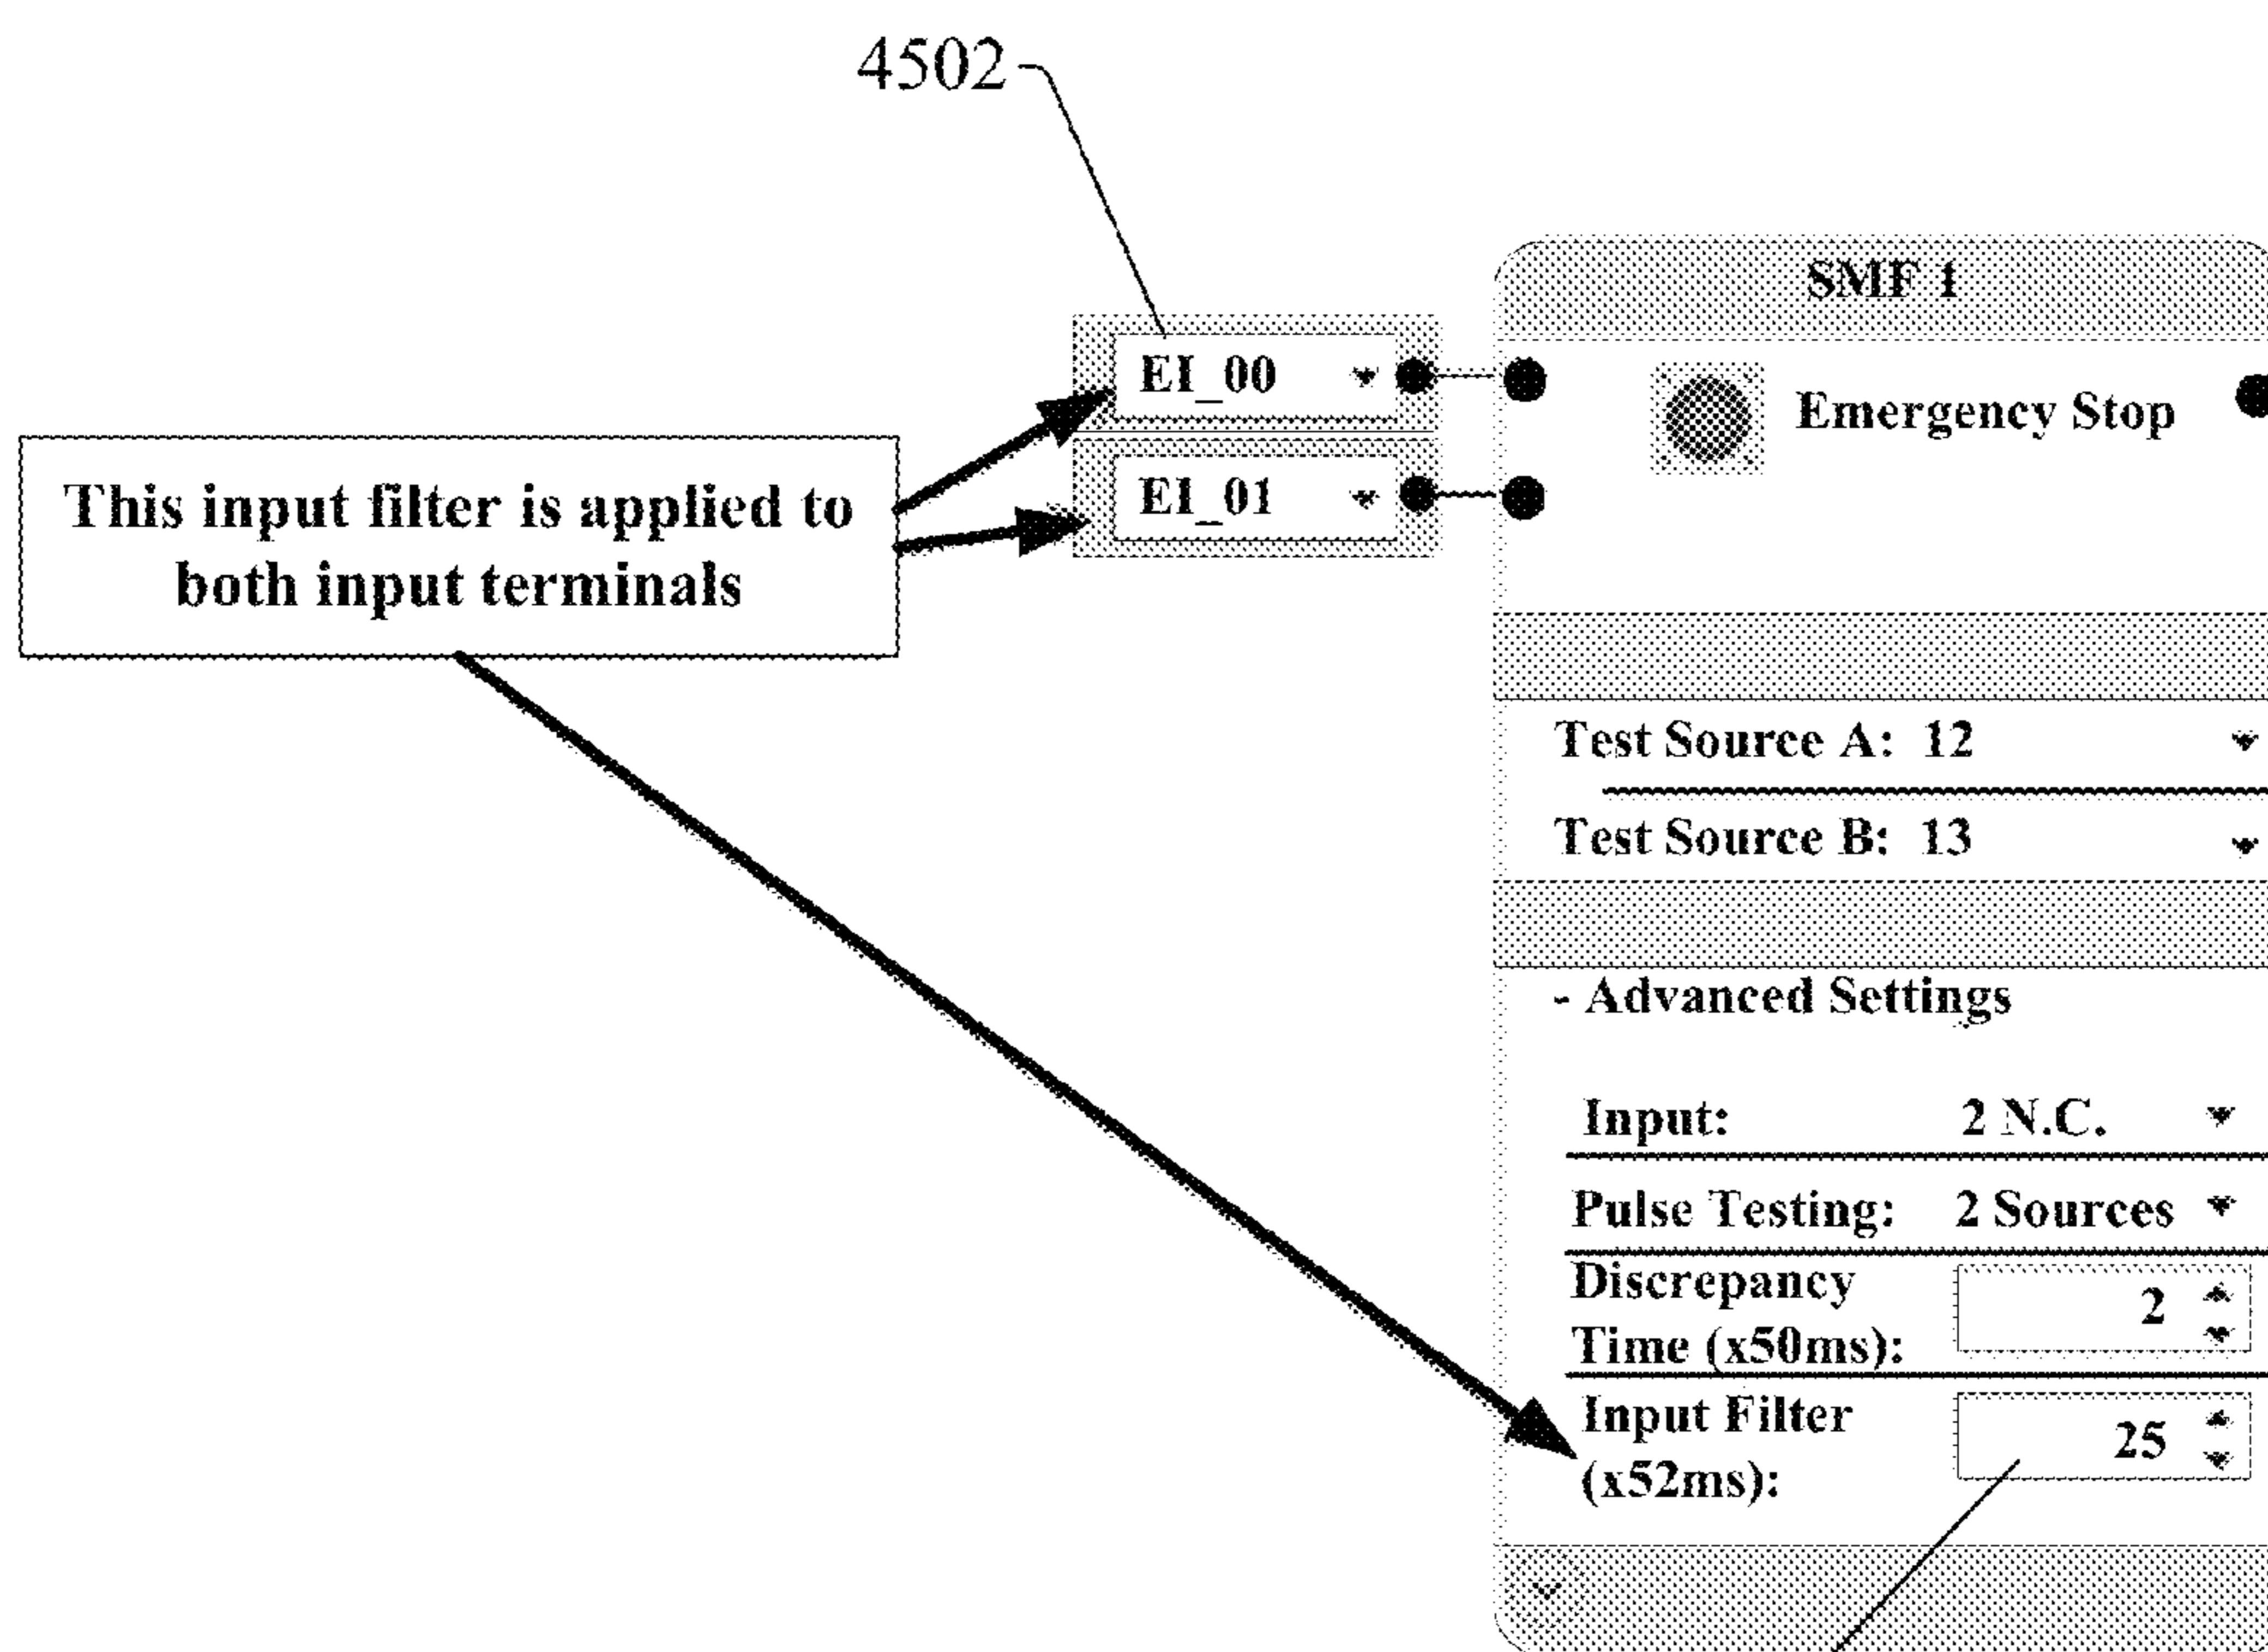 4502
SMF 1
EI_00
Emergency Stop
EI_01
This input filter is applied to
both input terminals
Test Source A: 12
Test Source B: 13
- Advanced Settings
Input: 2 N.C.
Pulse Testing: 2 Sources
Discrepancy
Time (x50ms): 2
Input Filter
(x52ms): 25